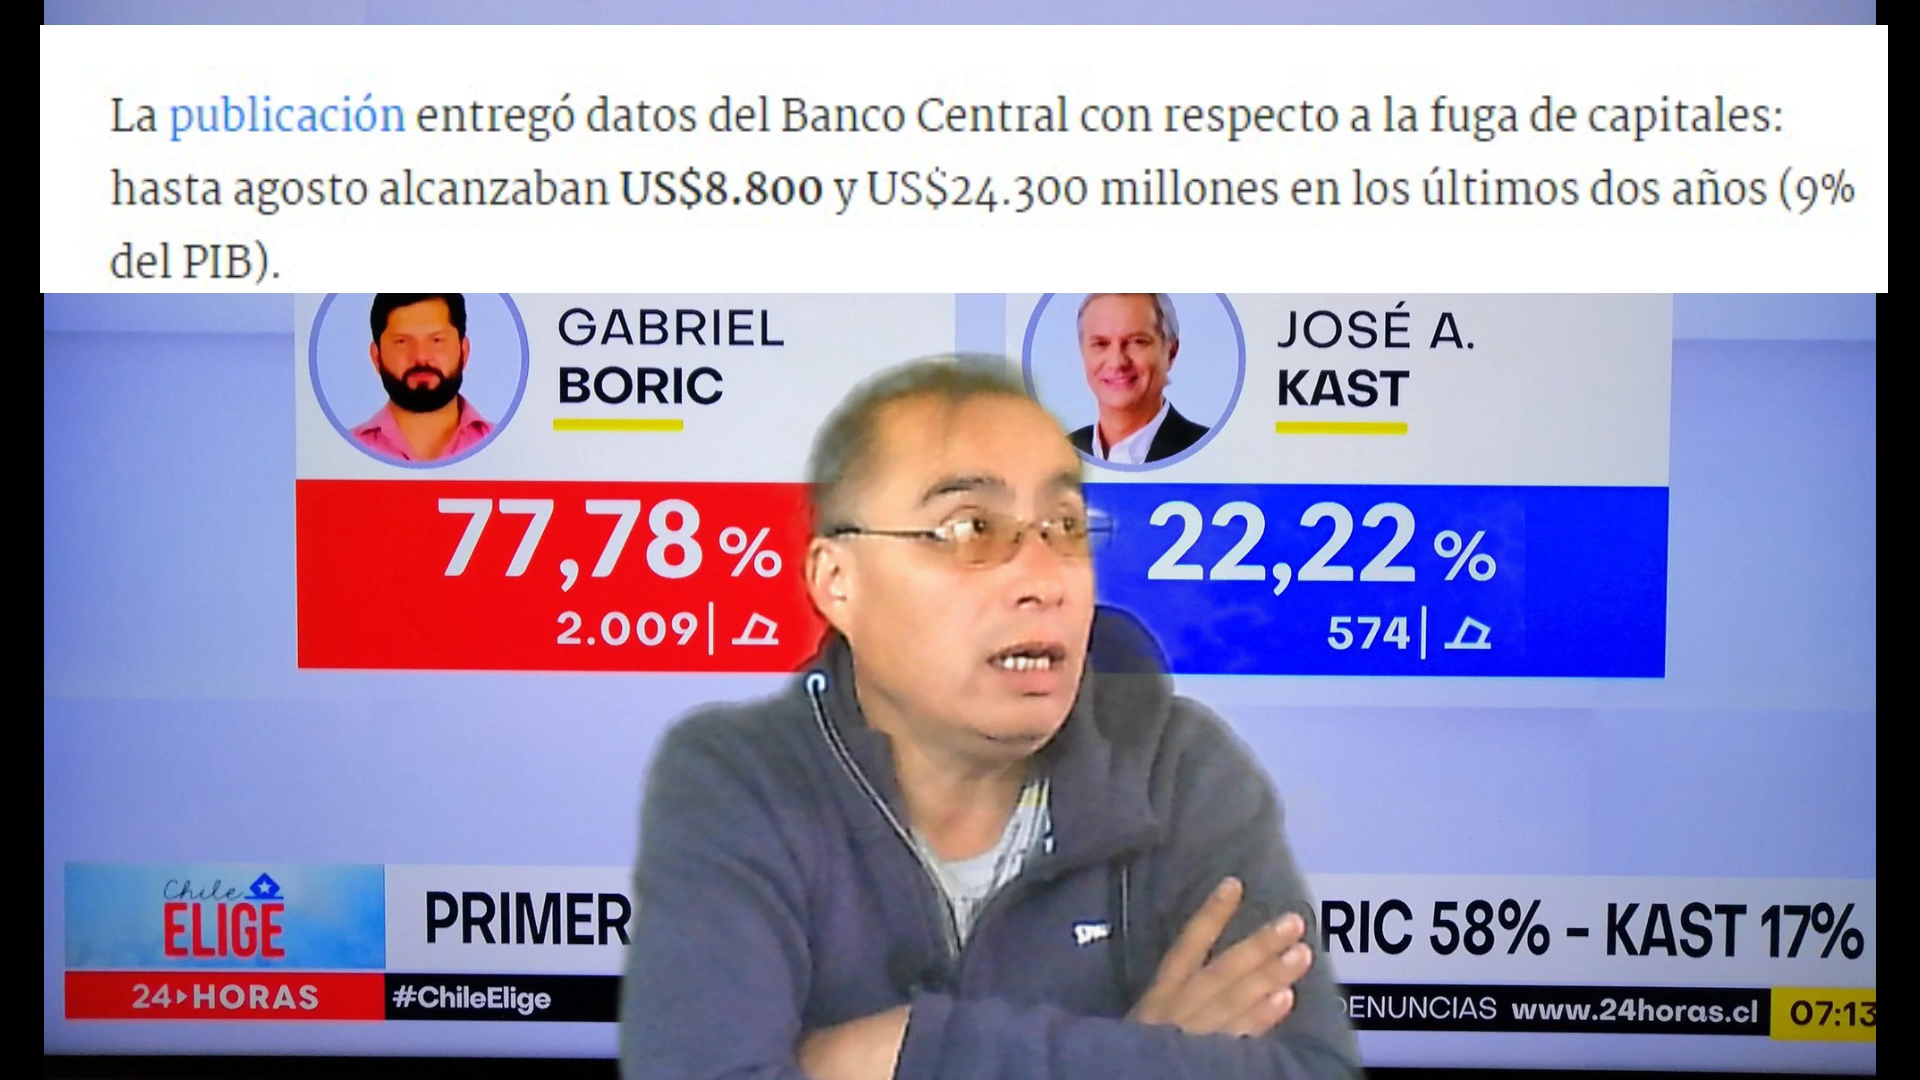 La publicación entregó datos del Banco Central con respecto a la fuga de capitales:
hasta agosto alcanzaban US$8.800 y US$24.300 millones en los últimos dos años (9%
del PIB).
GABRIEL
BORIC
JOSÉ A.
KAST
77,78 %
2.009
22,22 %
574
Chile
ELIGE
PRIMER
ORIC 58% - KAST 17%
24 HORAS
#ChileElige
DENUNCIAS www.24horas.cl
07:13